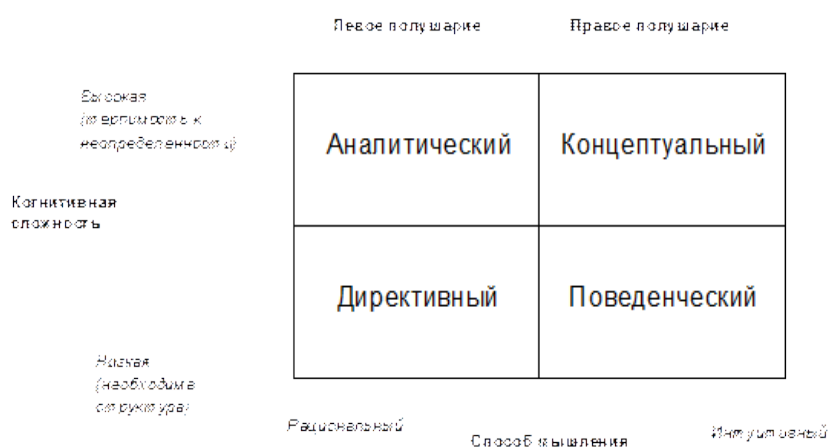 Левое полушарие Правое полушарие
Высокая
(терпимость к
неопределенности)
Аналитический Концептуальный
Когнитивная
сложность
Директивный Поведенческий
Низкая
(необходима
структура)
Рациональный Способ мышления Интуитивный